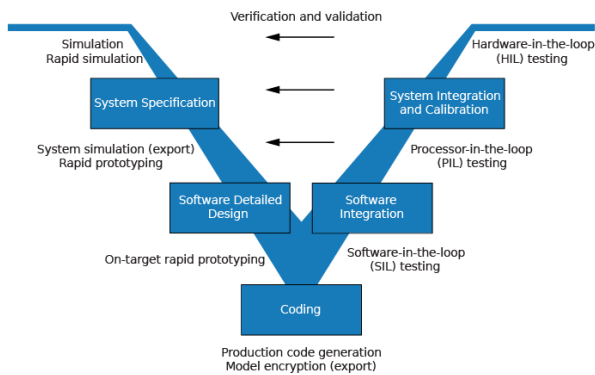 Verification and validation
Simulation
Rapid simulation
Hardware-in-the-loop
(HIL) testing
System Specification
System Integration
and Calibration
System simulation (export)
Rapid prototyping
Processor-in-the-loop
(PIL) testing
Software Detailed
Design
Software
Integration
On-target rapid prototyping
Software-in-the-loop
(SIL) testing
Coding
Production code generation
Model encryption (export)